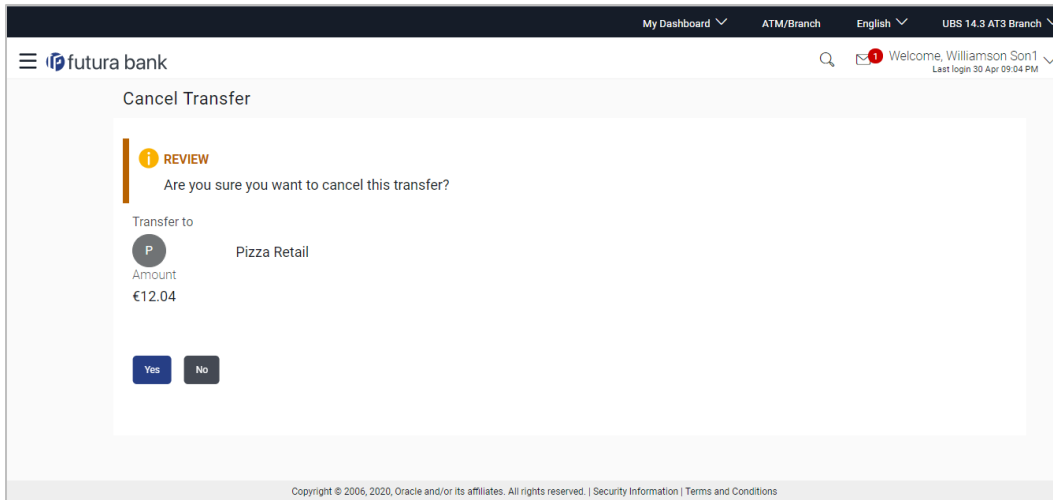 My Dashboard ATM/Branch English UBS 14.3 AT3 Branch
futura bank
1 Welcome, Williamson Son1
Last login 30 Apr 09:04 PM
Cancel Transfer
i REVIEW
Are you sure you want to cancel this transfer?
Transfer to
P Pizza Retail
Amount
€12.04
Yes No
Copyright © 2006, 2020, Oracle and/or its affiliates. All rights reserved. | Security Information | Terms and Conditions